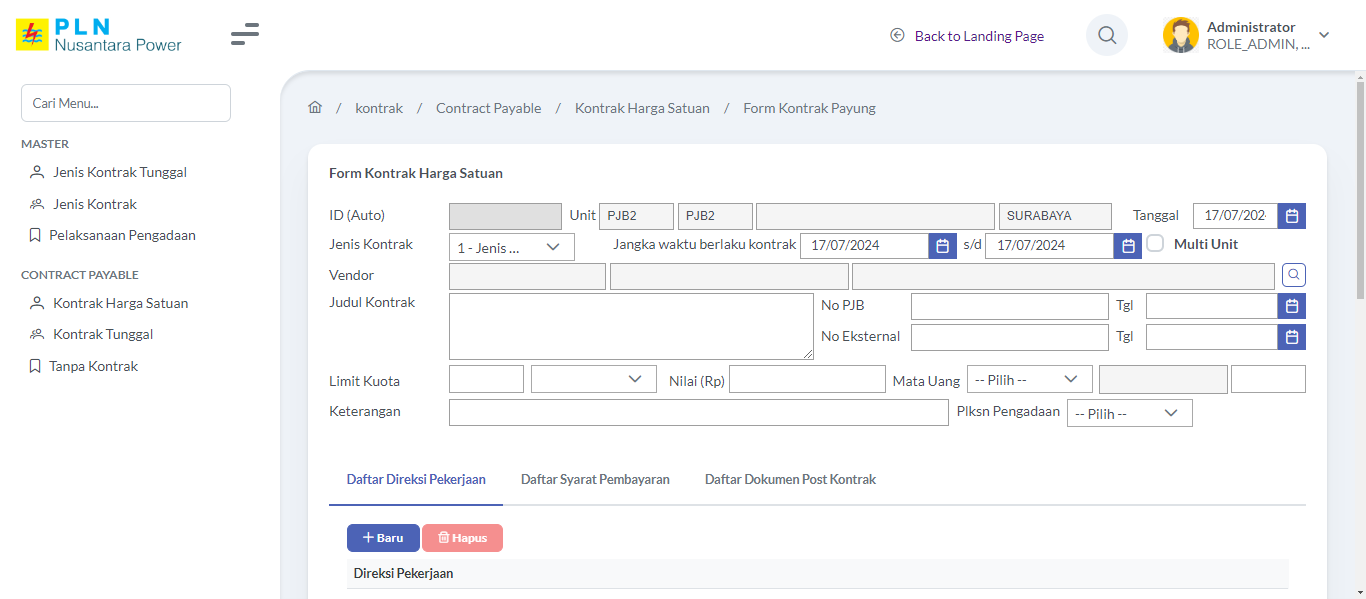 PLN
Nusantara Power
Back to Landing Page
Administrator
ROLE_ADMIN, ...
Cari Menu...
MASTER
Jenis Kontrak Tunggal
Jenis Kontrak
Pelaksanaan Pengadaan
CONTRACT PAYABLE
Kontrak Harga Satuan
Kontrak Tunggal
Tanpa Kontrak
/ kontrak / Contract Payable / Kontrak Harga Satuan / Form Kontrak Payung
Form Kontrak Harga Satuan
ID (Auto) Unit PJB2 PJB2 SURABAYA Tanggal 17/07/202
Jenis Kontrak 1 - Jenis ... Jangka waktu berlaku kontrak 17/07/2024 s/d 17/07/2024 Multi Unit
Vendor
Judul Kontrak No PJB Tgl
No Eksternal Tgl
Limit Kuota Nilai (Rp) Mata Uang -- Pilih --
Keterangan Plksn Pengadaan -- Pilih --
Daftar Direksi Pekerjaan Daftar Syarat Pembayaran Daftar Dokumen Post Kontrak
+ Baru Hapus
Direksi Pekerjaan